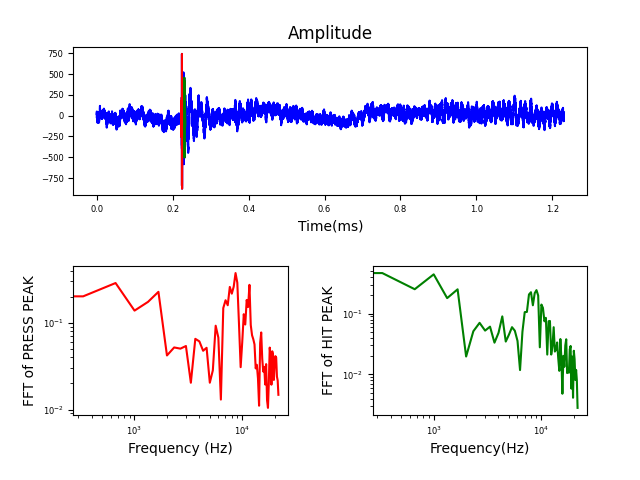 Amplitude
750
500
250
0
−250
−500
−750
0.0 0.2 0.4 0.6 0.8 1.0 1.2
Time(ms)
FFT of PRESS PEAK
10⁻¹
10⁻²
10³ 10⁴
Frequency (Hz)
FFT of HIT PEAK
10⁻¹
10⁻²
10³ 10⁴
Frequency(Hz)